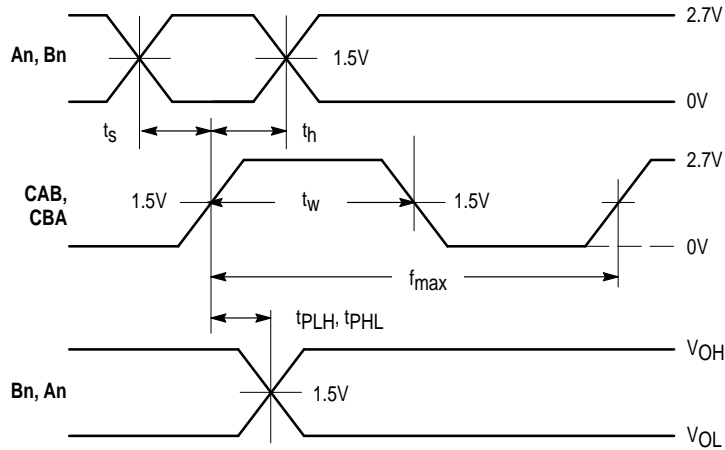 2.7V
An, Bn
1.5V
0V
ts
th
2.7V
CAB,
CBA
1.5V
tw
1.5V
0V
fmax
tPLH, tPHL
VOH
Bn, An
1.5V
VOL